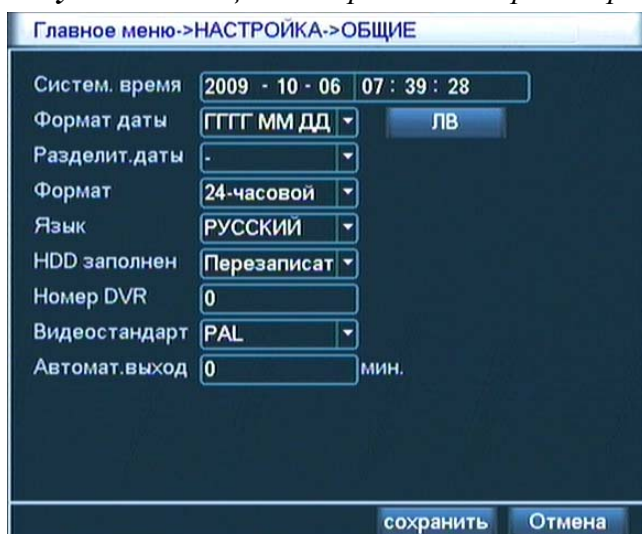 Главное меню->НАСТРОЙКА->ОБЩИЕ
Систем. время 2009 - 10 - 06 07 : 39 : 28
Формат даты ГГГГ ММ ДД ЛВ
Разделит.даты -
Формат 24-часовой
Язык РУССКИЙ
HDD заполнен Перезаписат
Номер DVR 0
Видеостандарт PAL
Автомат.выход 0 мин.
сохранить Отмена